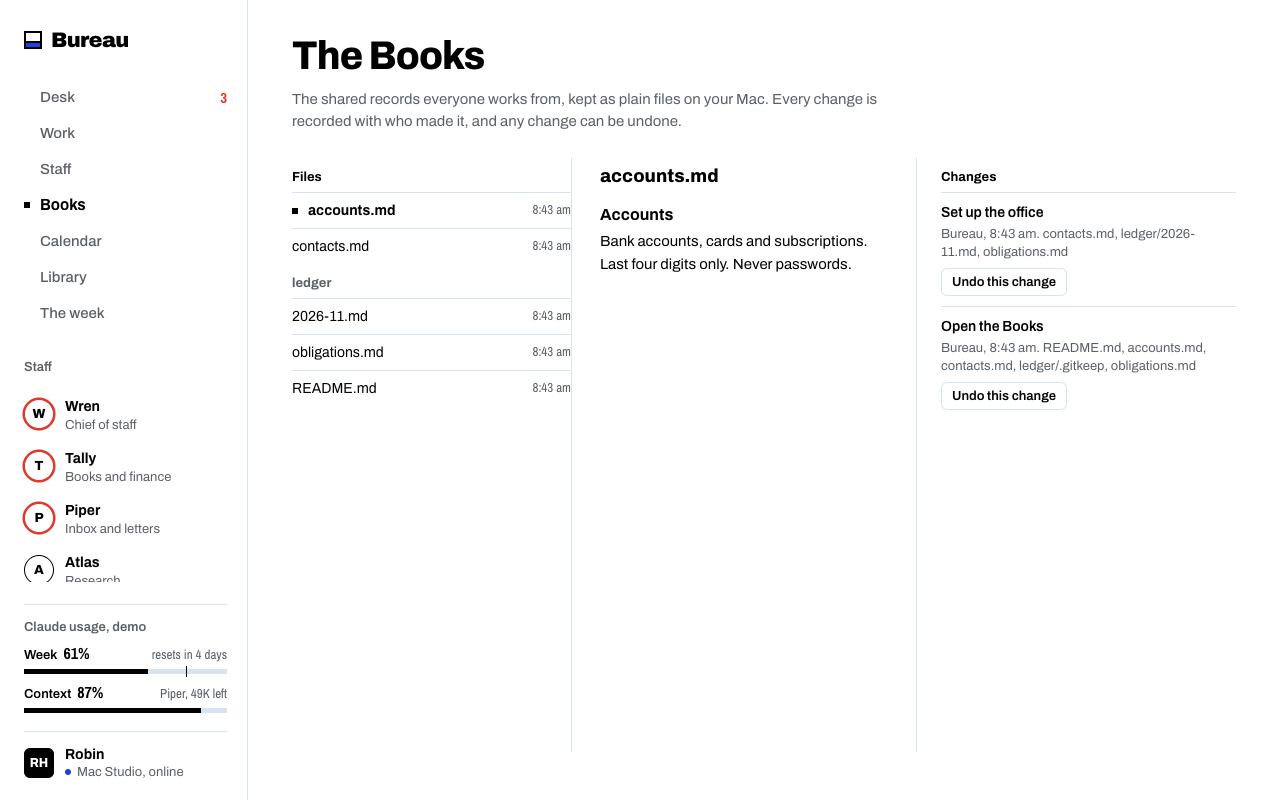 Bureau
Desk 3
Work
Staff
Books
Calendar
Library
The week
Staff
W Wren
Chief of staff
T Tally
Books and finance
P Piper
Inbox and letters
A Atlas
Research
Claude usage, demo
Week 61% resets in 4 days
Context 87% Piper, 49K left
RH Robin
Mac Studio, online
The Books
The shared records everyone works from, kept as plain files on your Mac. Every change is
recorded with who made it, and any change can be undone.
Files
accounts.md 8:43 am
contacts.md 8:43 am
ledger
2026-11.md 8:43 am
obligations.md 8:43 am
README.md 8:43 am
accounts.md
Accounts
Bank accounts, cards and subscriptions.
Last four digits only. Never passwords.
Changes
Set up the office
Bureau, 8:43 am. contacts.md, ledger/2026-
11.md, obligations.md
Undo this change
Open the Books
Bureau, 8:43 am. README.md, accounts.md,
contacts.md, ledger/.gitkeep, obligations.md
Undo this change